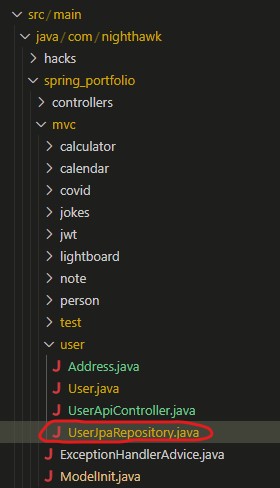 src / main
java / com / nighthawk
hacks
spring_portfolio
controllers
mvc
calculator
calendar
covid
jokes
jwt
lightboard
note
person
test
user
J Address.java
J User.java
J UserApiController.java
J UserJpaRepository.java
J ExceptionHandlerAdvice.java
J ModelInit.java